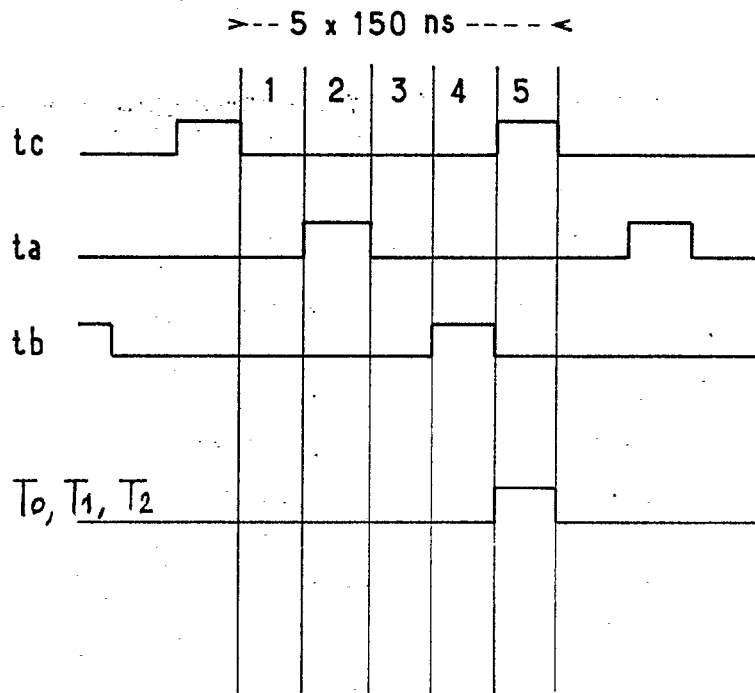 >-- 5 x 150 ns ----- <
1 2 3 4 5
tc
ta
tb
T0, T1, T2